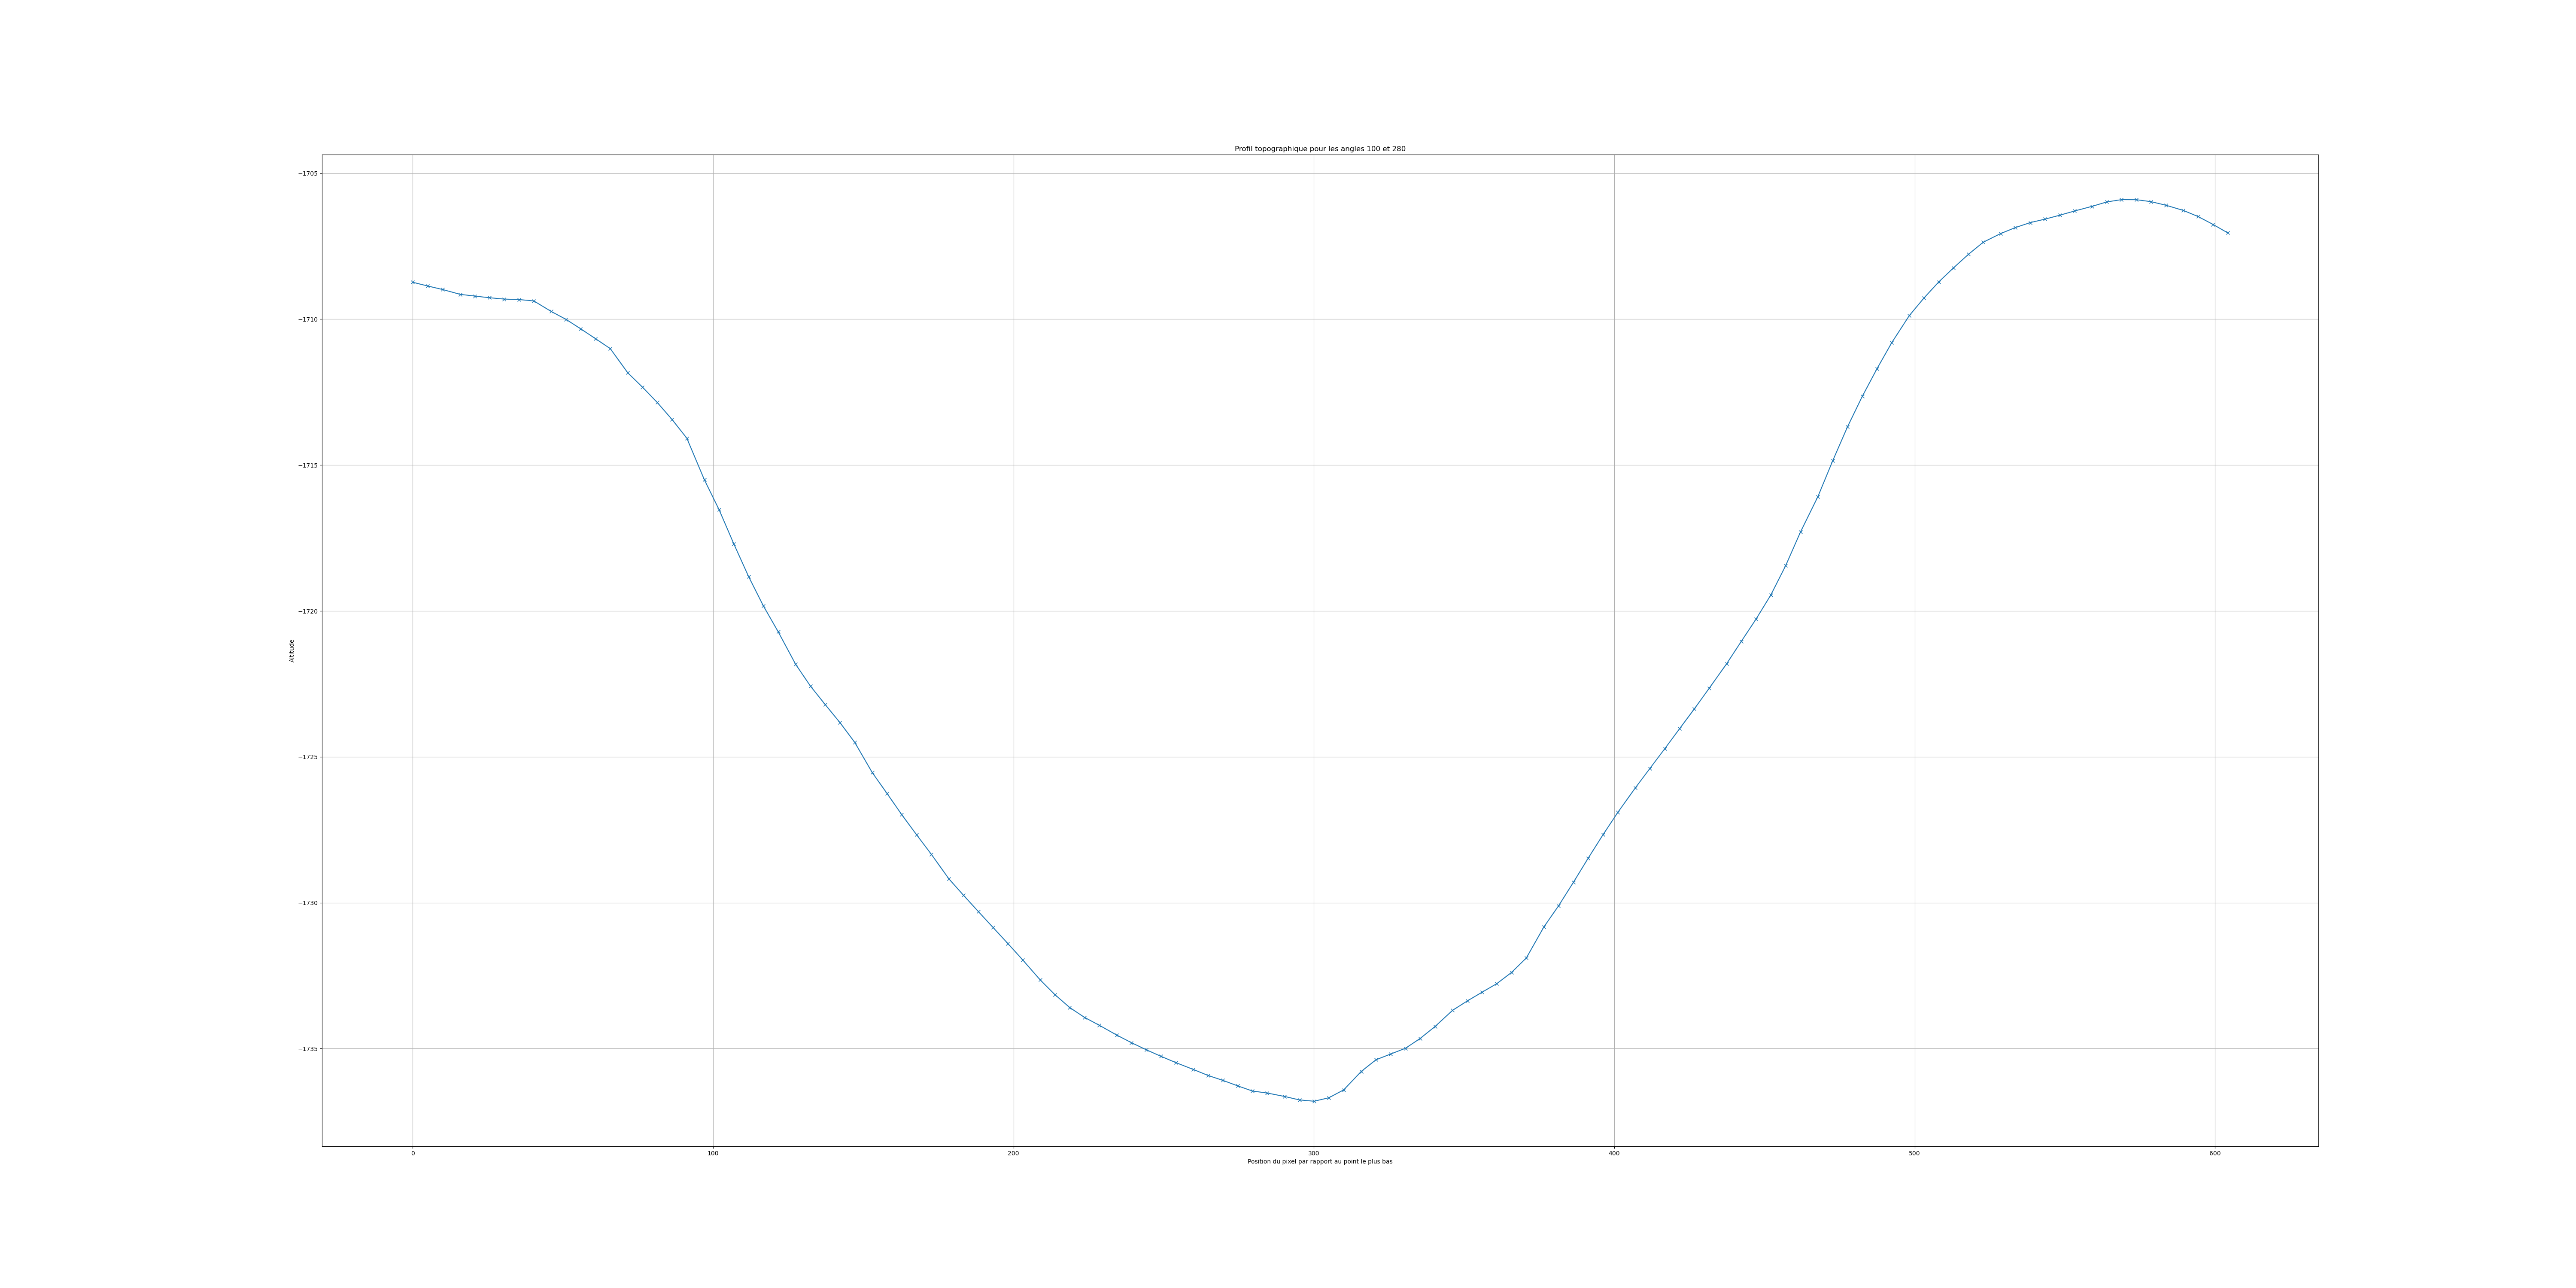 Profil topographique pour les angles 100 et 280
−1705
−1710
−1715
−1720
−1725
−1730
−1735
Altitude
0 100 200 300 400 500 600
Position du pixel par rapport au point le plus bas